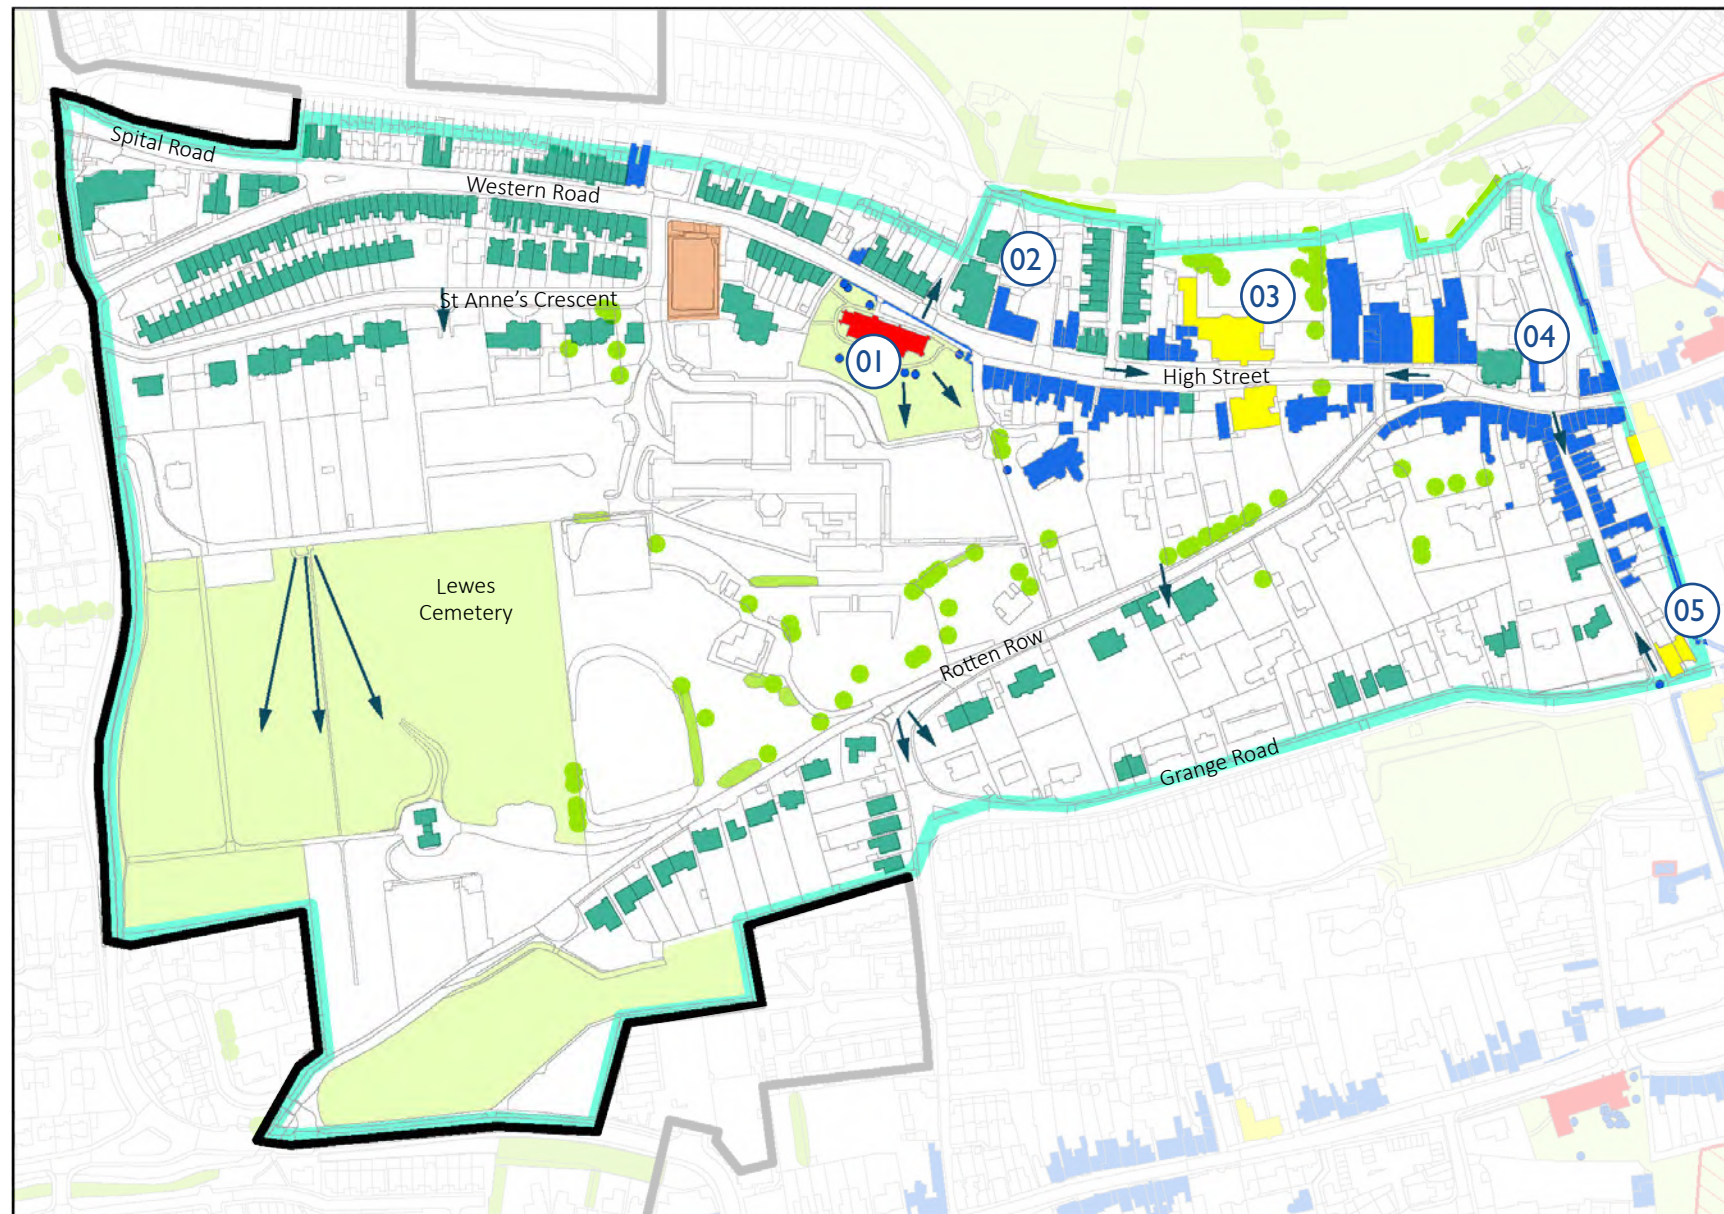 Spital Road
Western Road
02
03
St Anne's Crescent
04
01
High Street
Lewes
Cemetery
05
Rotten Row
Grange Road